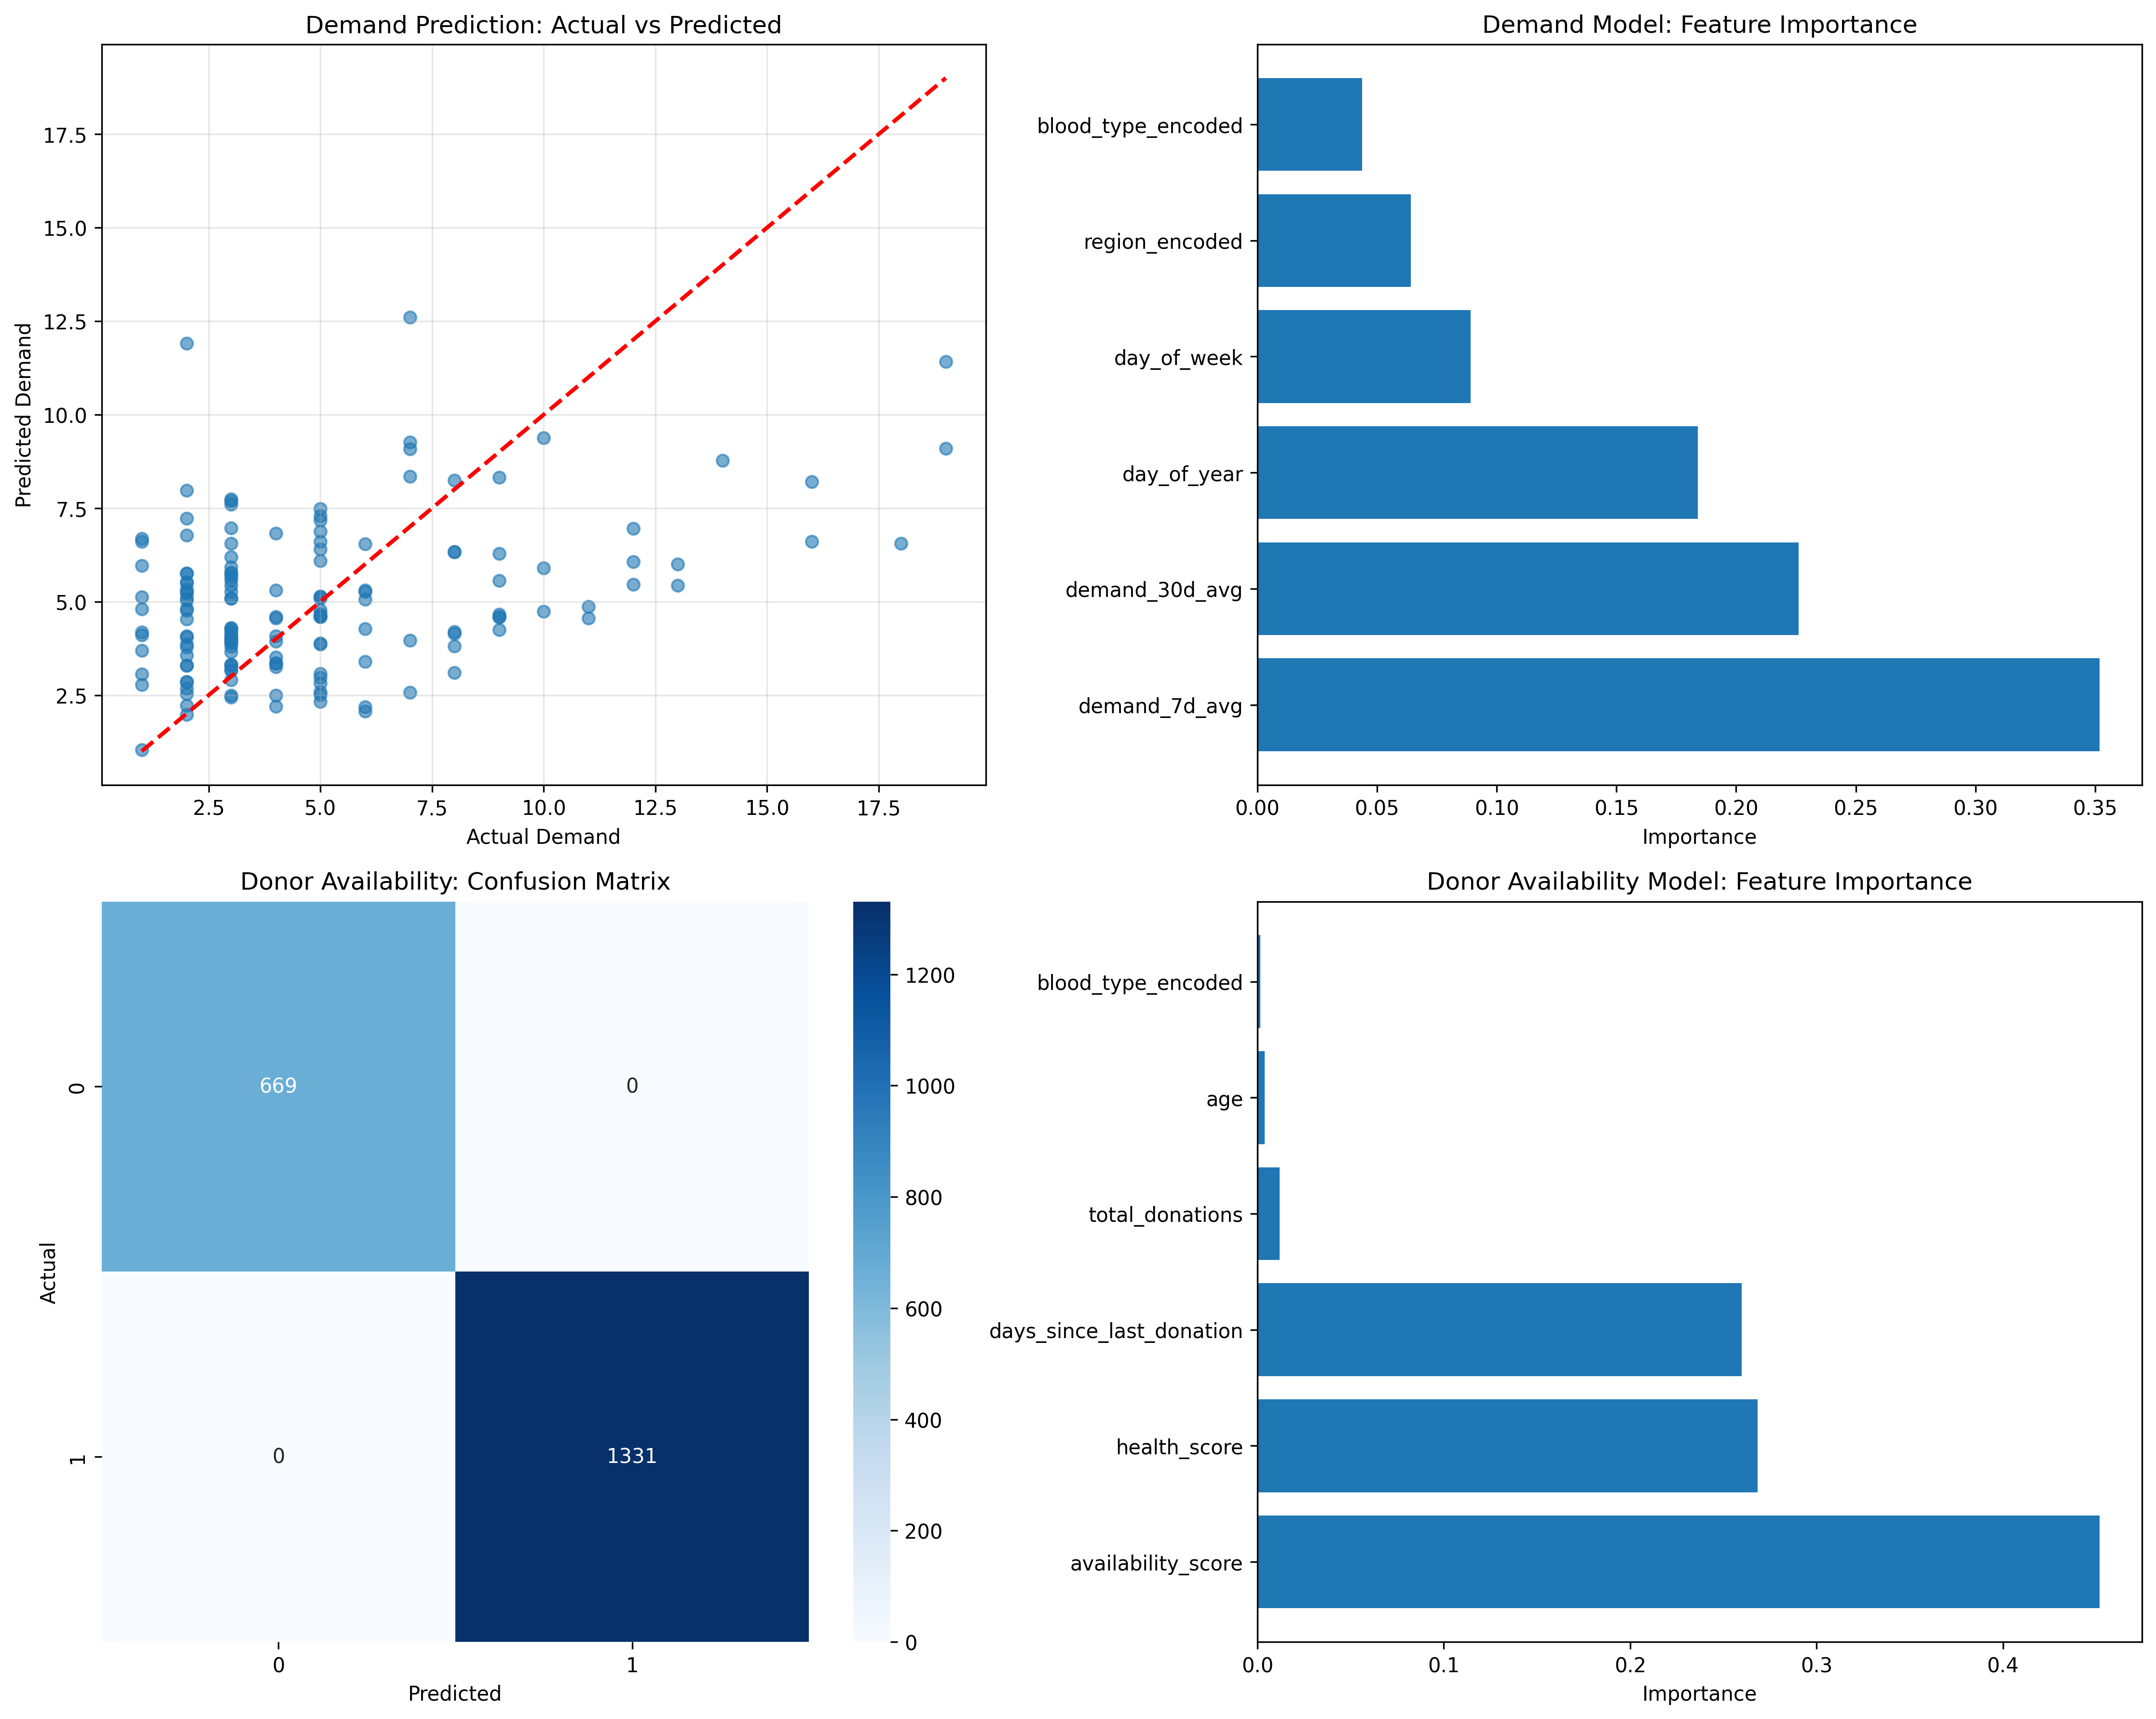 Demand Prediction: Actual vs Predicted
Predicted Demand
17.5
15.0
12.5
10.0
7.5
5.0
2.5
2.5 5.0 7.5 10.0 12.5 15.0 17.5
Actual Demand
Demand Model: Feature Importance
blood_type_encoded
region_encoded
day_of_week
day_of_year
demand_30d_avg
demand_7d_avg
0.00 0.05 0.10 0.15 0.20 0.25 0.30 0.35
Importance
Donor Availability: Confusion Matrix
Actual
0
669 0
1
0 1331
0 1
Predicted
1200
1000
800
600
400
200
0
Donor Availability Model: Feature Importance
blood_type_encoded
age
total_donations
days_since_last_donation
health_score
availability_score
0.0 0.1 0.2 0.3 0.4
Importance